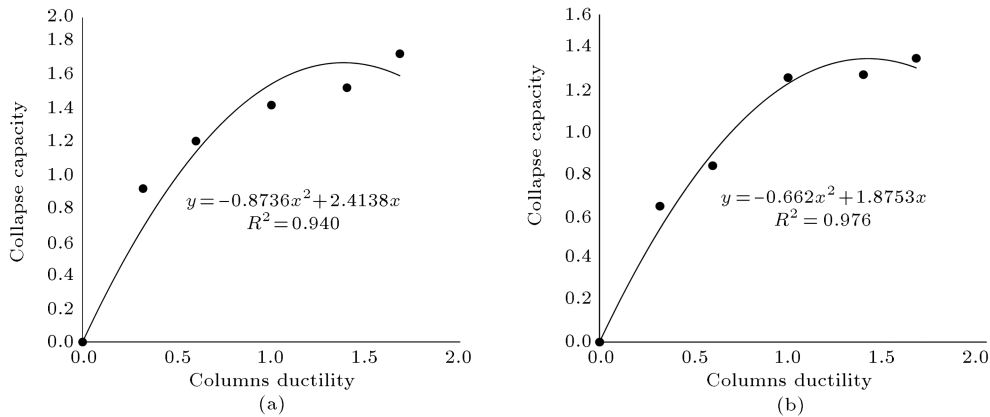 2.0
1.8
1.6
1.4
1.2
1.0
0.8
0.6
0.4
0.2
0.0
Collapse capacity
y = −0.8736x² + 2.4138x
R² = 0.940
0.0 0.5 1.0 1.5 2.0
Columns ductility
(a)
1.6
1.4
1.2
1.0
0.8
0.6
0.4
0.2
0.0
Collapse capacity
y = −0.662x² + 1.8753x
R² = 0.976
0.0 0.5 1.0 1.5 2.0
Columns ductility
(b)